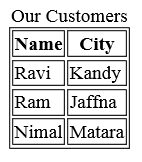 Our Customers
Name City
Ravi Kandy
Ram Jaffna
Nimal Matara